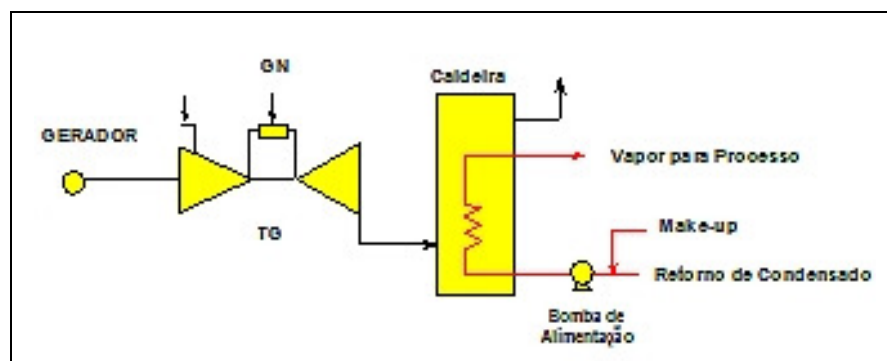 GN
Caldeira
GERADOR
Vapor para Processo
TG
Make-up
Retorno de Condensado
Bomba de
Alimentação